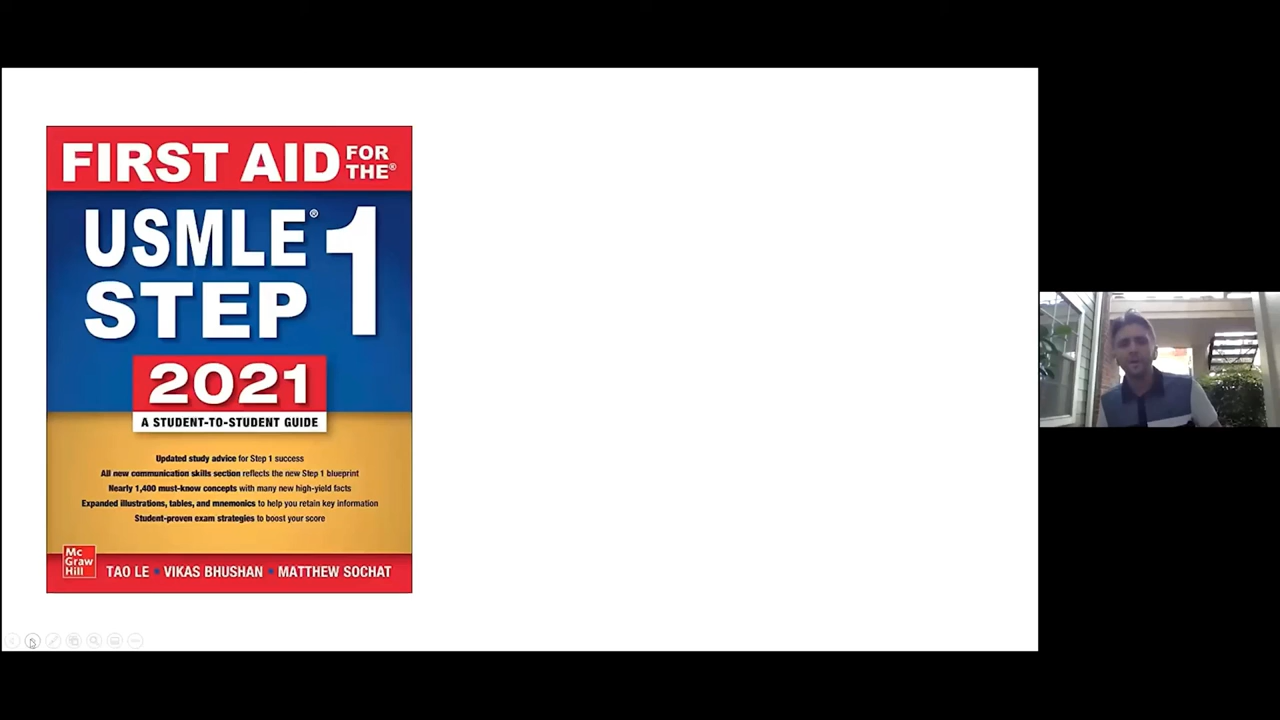 FIRST AID FOR THE®
USMLE® 1
STEP
2021
A STUDENT-TO-STUDENT GUIDE
Updated study advice for Step 1 success
All new communication skills section reflects the new Step 1 blueprint
Nearly 1,400 must-know concepts with many new high-yield facts
Expanded illustrations, tables, and mnemonics to help you retain key information
Student-proven exam strategies to boost your score
Mc
Graw
Hill
TAO LE • VIKAS BHUSHAN • MATTHEW SOCHAT